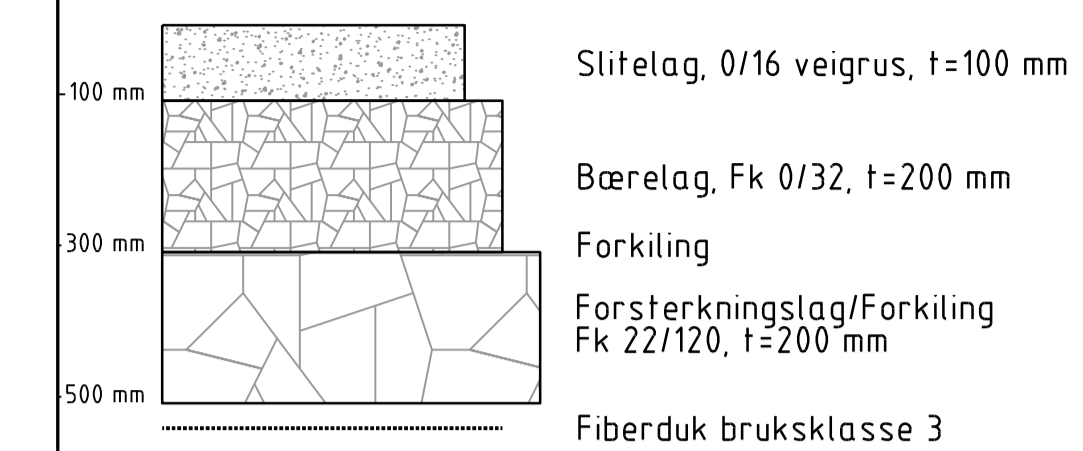 Slitelag, 0/16 veigrus, t=100 mm
100 mm
Bærelag, Fk 0/32, t=200 mm
300 mm
Forkiling
Forsterkningslag/Forkiling
Fk 22/120, t=200 mm
500 mm
Fiberduk bruksklasse 3